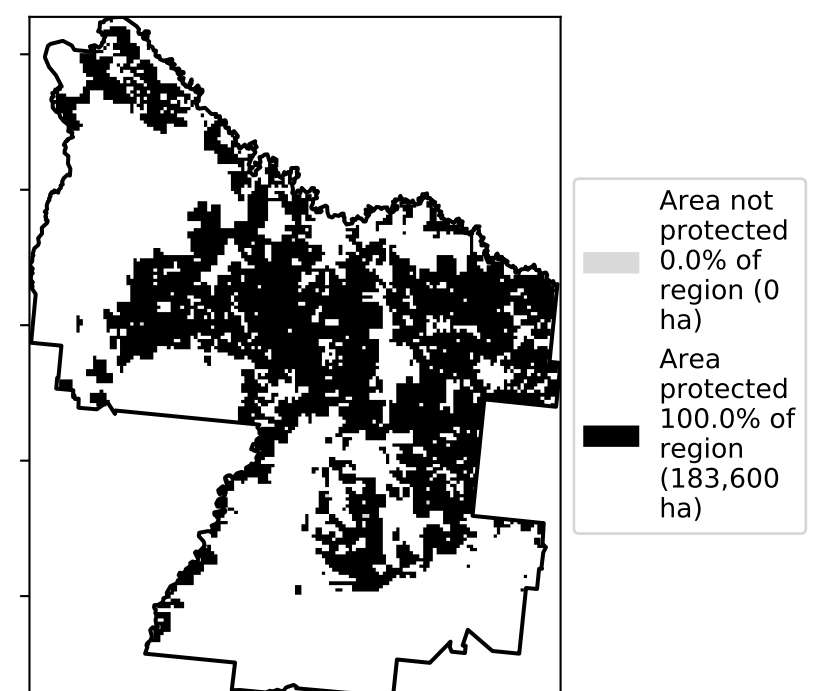 Area not
protected
0.0% of
region (0
ha)
Area
protected
100.0% of
region
(183,600
ha)